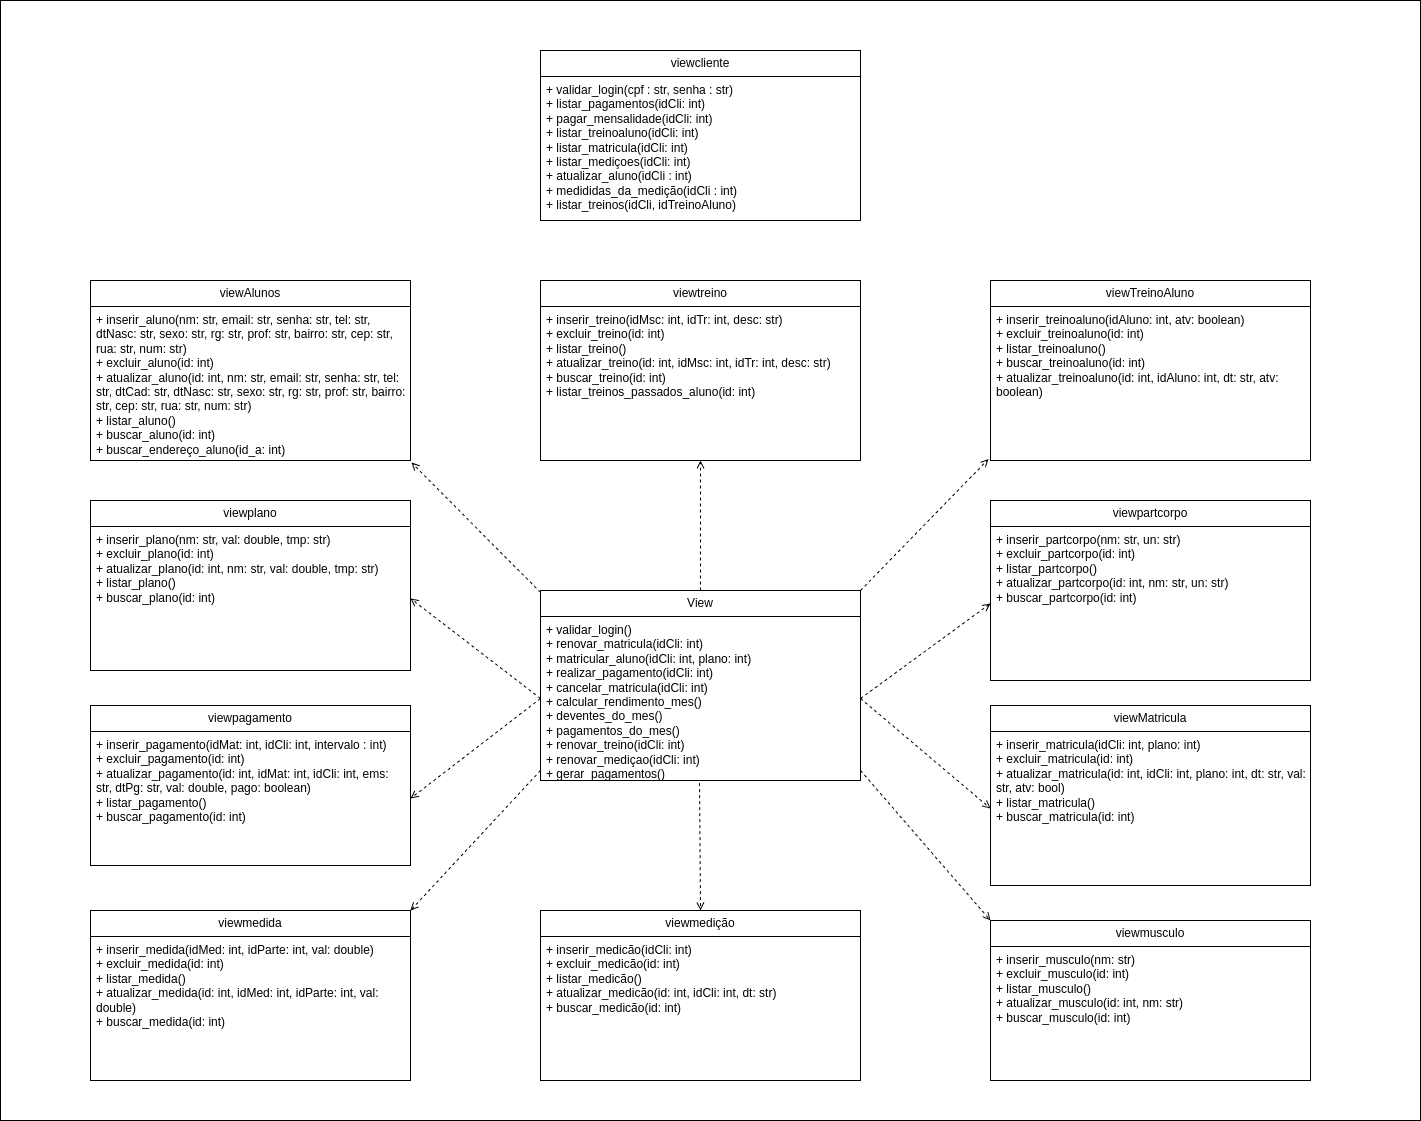 viewcliente
+ validar_login(cpf : str, senha : str)
+ listar_pagamentos(idCli: int)
+ pagar_mensalidade(idCli: int)
+ listar_treinoaluno(idCli: int)
+ listar_matricula(idCli: int)
+ listar_mediçoes(idCli: int)
+ atualizar_aluno(idCli : int)
+ medididas_da_medição(idCli : int)
+ listar_treinos(idCli, idTreinoAluno)
viewAlunos
+ inserir_aluno(nm: str, email: str, senha: str, tel: str,
dtNasc: str, sexo: str, rg: str, prof: str, bairro: str, cep: str,
rua: str, num: str)
+ excluir_aluno(id: int)
+ atualizar_aluno(id: int, nm: str, email: str, senha: str, tel:
str, dtCad: str, dtNasc: str, sexo: str, rg: str, prof: str, bairro:
str, cep: str, rua: str, num: str)
+ listar_aluno()
+ buscar_aluno(id: int)
+ buscar_endereço_aluno(id_a: int)
viewtreino
+ inserir_treino(idMsc: int, idTr: int, desc: str)
+ excluir_treino(id: int)
+ listar_treino()
+ atualizar_treino(id: int, idMsc: int, idTr: int, desc: str)
+ buscar_treino(id: int)
+ listar_treinos_passados_aluno(id: int)
viewTreinoAluno
+ inserir_treinoaluno(idAluno: int, atv: boolean)
+ excluir_treinoaluno(id: int)
+ listar_treinoaluno()
+ buscar_treinoaluno(id: int)
+ atualizar_treinoaluno(id: int, idAluno: int, dt: str, atv:
boolean)
viewplano
+ inserir_plano(nm: str, val: double, tmp: str)
+ excluir_plano(id: int)
+ atualizar_plano(id: int, nm: str, val: double, tmp: str)
+ listar_plano()
+ buscar_plano(id: int)
viewpartcorpo
+ inserir_partcorpo(nm: str, un: str)
+ excluir_partcorpo(id: int)
+ listar_partcorpo()
+ atualizar_partcorpo(id: int, nm: str, un: str)
+ buscar_partcorpo(id: int)
View
+ validar_login()
+ renovar_matricula(idCli: int)
+ matricular_aluno(idCli: int, plano: int)
+ realizar_pagamento(idCli: int)
+ cancelar_matricula(idCli: int)
+ calcular_rendimento_mes()
+ deventes_do_mes()
+ pagamentos_do_mes()
+ renovar_treino(idCli: int)
+ renovar_mediçao(idCli: int)
+ gerar_pagamentos()
viewpagamento
+ inserir_pagamento(idMat: int, idCli: int, intervalo : int)
+ excluir_pagamento(id: int)
+ atualizar_pagamento(id: int, idMat: int, idCli: int, ems:
str, dtPg: str, val: double, pago: boolean)
+ listar_pagamento()
+ buscar_pagamento(id: int)
viewMatricula
+ inserir_matricula(idCli: int, plano: int)
+ excluir_matricula(id: int)
+ atualizar_matricula(id: int, idCli: int, plano: int, dt: str, val:
str, atv: bool)
+ listar_matricula()
+ buscar_matricula(id: int)
viewmedida
+ inserir_medida(idMed: int, idParte: int, val: double)
+ excluir_medida(id: int)
+ listar_medida()
+ atualizar_medida(id: int, idMed: int, idParte: int, val:
double)
+ buscar_medida(id: int)
viewmedição
+ inserir_medicão(idCli: int)
+ excluir_medicão(id: int)
+ listar_medicão()
+ atualizar_medicão(id: int, idCli: int, dt: str)
+ buscar_medicão(id: int)
viewmusculo
+ inserir_musculo(nm: str)
+ excluir_musculo(id: int)
+ listar_musculo()
+ atualizar_musculo(id: int, nm: str)
+ buscar_musculo(id: int)